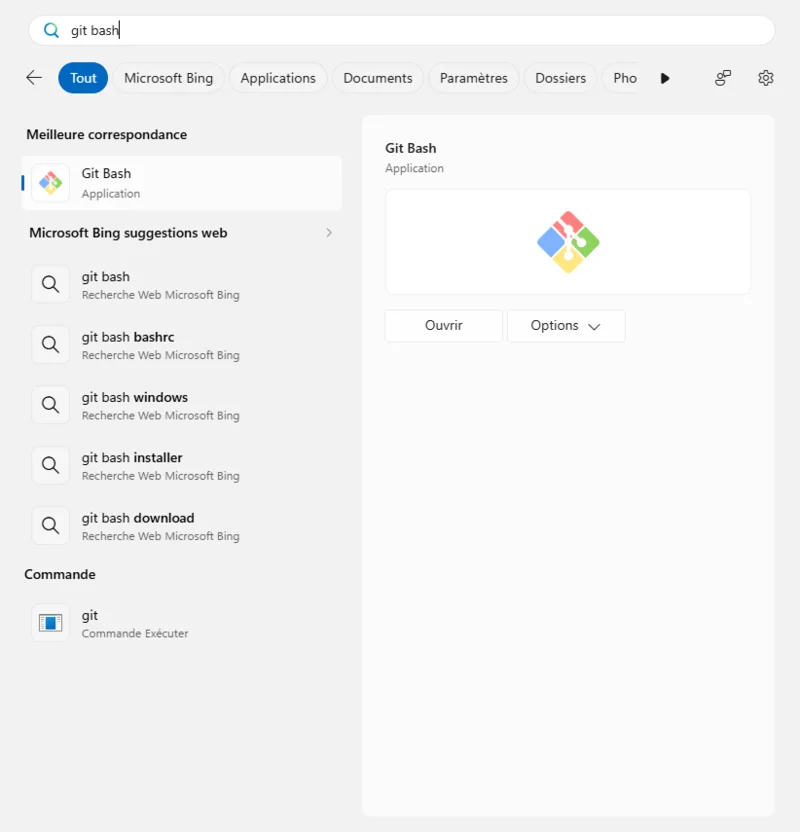 git bash
Tout
Microsoft Bing
Applications
Documents
Paramètres
Dossiers
Pho
Meilleure correspondance
Git Bash
Application
Microsoft Bing suggestions web
git bash
Recherche Web Microsoft Bing
git bash bashrc
Recherche Web Microsoft Bing
git bash windows
Recherche Web Microsoft Bing
git bash installer
Recherche Web Microsoft Bing
git bash download
Recherche Web Microsoft Bing
Commande
git
Commande Exécuter
Git Bash
Application
Ouvrir
Options